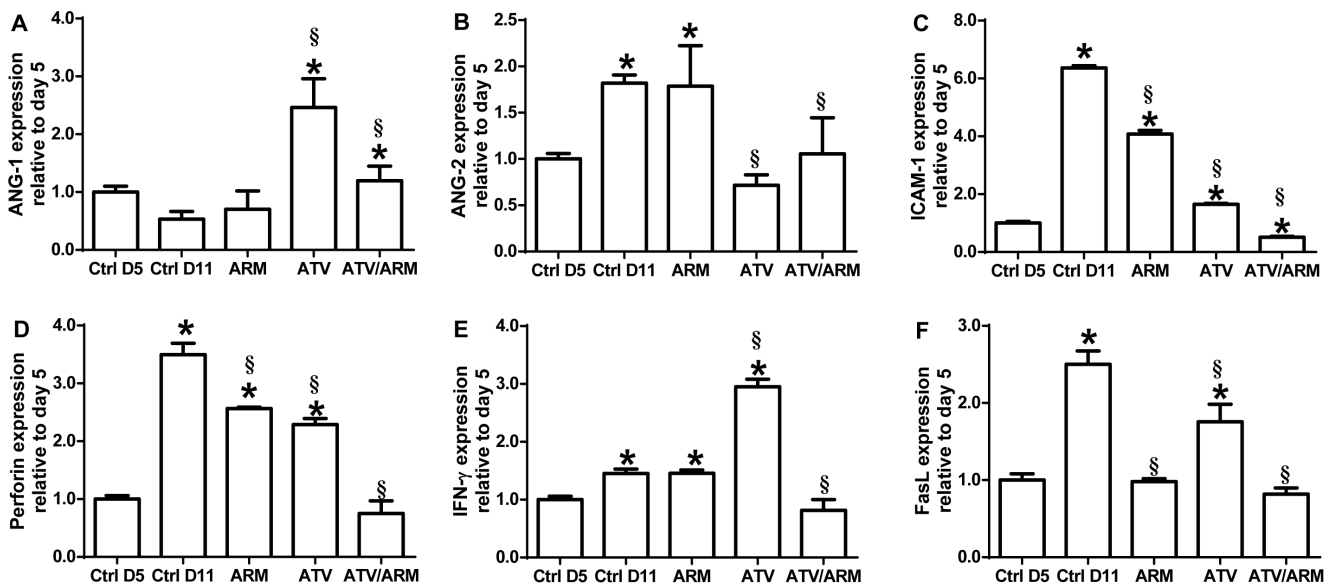 A
ANG-1 expression
relative to day 5
4.0
3.0
2.0
1.0
0.0
§
*
§
*
Ctrl D5 Ctrl D11 ARM ATV ATV/ARM
B
ANG-2 expression
relative to day 5
2.5
2.0
1.5
1.0
0.5
0.0
*
*
§
§
Ctrl D5 Ctrl D11 ARM ATV ATV/ARM
C
ICAM-1 expression
relative to day 5
8.0
6.0
4.0
2.0
0.0
*
§
*
§
*
§
*
Ctrl D5 Ctrl D11 ARM ATV ATV/ARM
D
Perforin expression
relative to day 5
4.0
3.0
2.0
1.0
0.0
*
§
*
§
*
§
Ctrl D5 Ctrl D11 ARM ATV ATV/ARM
E
IFN-γ expression
relative to day 5
4.0
3.0
2.0
1.0
0.0
*
*
§
*
§
Ctrl D5 Ctrl D11 ARM ATV ATV/ARM
F
FasL expression
relative to day 5
3.0
2.0
1.0
0.0
*
§
§
*
§
Ctrl D5 Ctrl D11 ARM ATV ATV/ARM